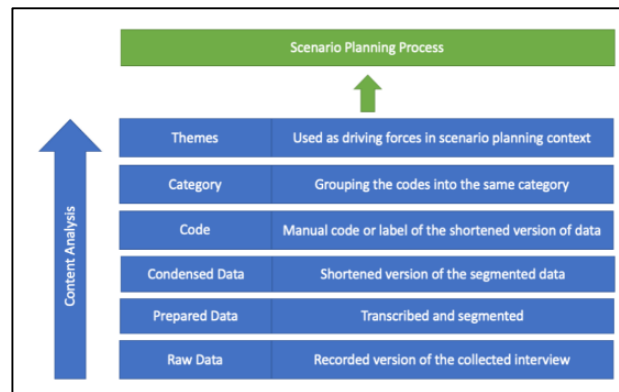 Scenario Planning Process
Themes Used as driving forces in scenario planning context
Category Grouping the codes into the same category
Code Manual code or label of the shortened version of data
Condensed Data Shortened version of the segmented data
Prepared Data Transcribed and segmented
Raw Data Recorded version of the collected interview
Content Analysis